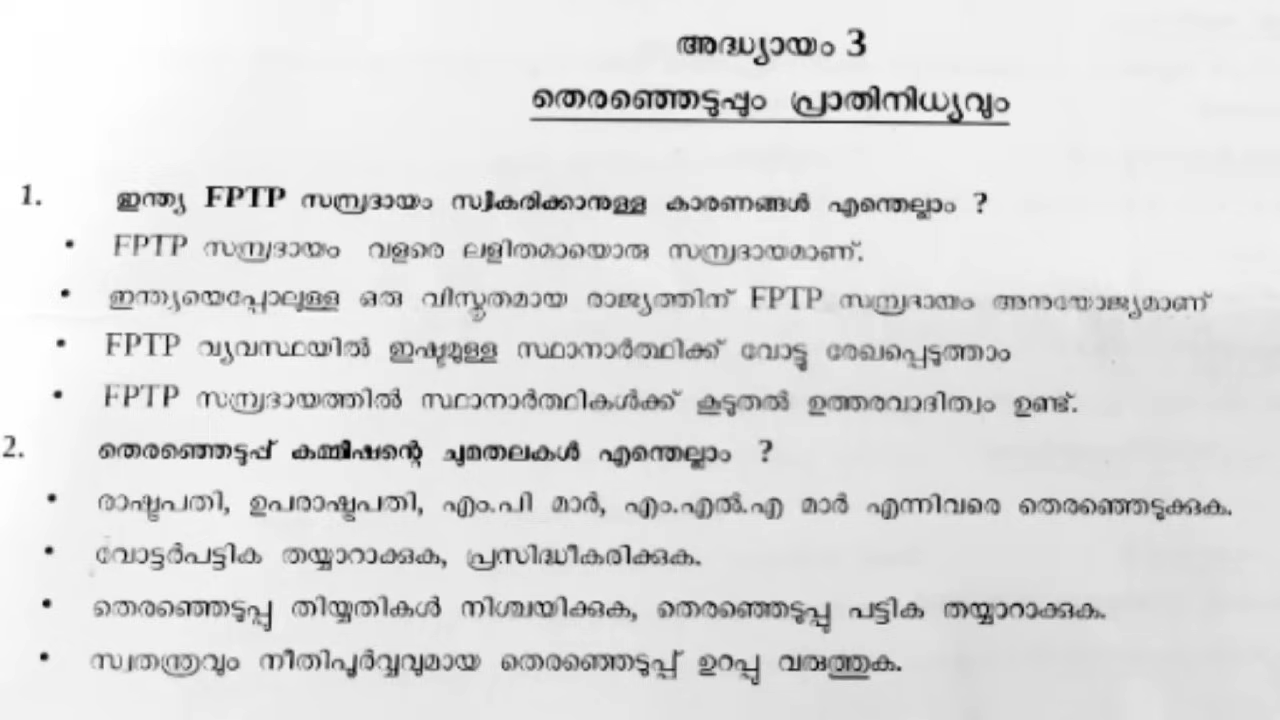 അദ്ധ്യായം 3
തെരഞ്ഞെടുപ്പും പ്രാതിനിധ്യവും
1. ഇന്ത്യ FPTP സമ്പ്രദായം സ്വീകരിക്കാനുള്ള കാരണങ്ങൾ എന്തെല്ലാം ?
• FPTP സമ്പ്രദായം വളരെ ലളിതമായൊരു സമ്പ്രദായമാണ്.
• ഇന്ത്യയെപ്പോലുള്ള ഒരു വിസ്തൃതമായ രാജ്യത്തിന് FPTP സമ്പ്രദായം അനുയോജ്യമാണ്
• FPTP വ്യവസ്ഥയിൽ ഇഷ്ടമുള്ള സ്ഥാനാർത്ഥിക്ക് വോട്ടു രേഖപ്പെടുത്താം
• FPTP സമ്പ്രദായത്തിൽ സ്ഥാനാർത്ഥികൾക്ക് കൂടുതൽ ഉത്തരവാദിത്വം ഉണ്ട്.
2. തെരഞ്ഞെടുപ്പ് കമ്മീഷന്റെ ചുമതലകൾ എന്തെല്ലാം ?
• രാഷ്ട്രപതി, ഉപരാഷ്ട്രപതി, എം.പി മാർ, എം.എൽ.എ മാർ എന്നിവരെ തെരഞ്ഞെടുക്കുക.
• വോട്ടർപട്ടിക തയ്യാറാക്കുക, പ്രസിദ്ധീകരിക്കുക.
• തെരഞ്ഞെടുപ്പു തിയ്യതികൾ നിശ്ചയിക്കുക, തെരഞ്ഞെടുപ്പു പട്ടിക തയ്യാറാക്കുക.
• സ്വതന്ത്രവും നീതിപൂർവ്വവുമായ തെരഞ്ഞെടുപ്പ് ഉറപ്പു വരുത്തുക.